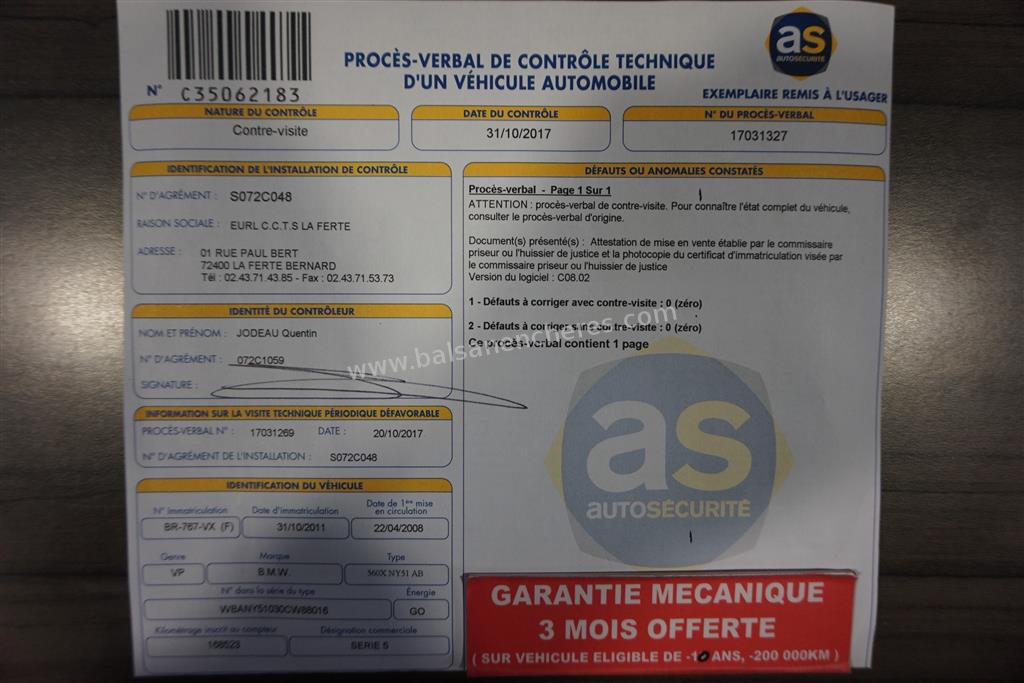 N° C35062183
PROCÈS-VERBAL DE CONTRÔLE TECHNIQUE
D'UN VÉHICULE AUTOMOBILE
as
AUTOSÉCURITÉ
EXEMPLAIRE REMIS À L'USAGER
NATURE DU CONTRÔLE
Contre-visite
DATE DU CONTRÔLE
31/10/2017
N° DU PROCÈS-VERBAL
17031327
IDENTIFICATION DE L'INSTALLATION DE CONTRÔLE
N° D'AGRÉMENT : S072C048
RAISON SOCIALE : EURL C.C.T.S LA FERTE
ADRESSE : 01 RUE PAUL BERT
72400 LA FERTE BERNARD
Tél : 02.43.71.43.85 - Fax : 02.43.71.53.73
IDENTITÉ DU CONTRÔLEUR
NOM ET PRÉNOM : JODEAU Quentin
N° D'AGRÉMENT : 072C1059
SIGNATURE :
INFORMATION SUR LA VISITE TECHNIQUE PÉRIODIQUE DÉFAVORABLE
PROCÈS-VERBAL N° : 17031269 DATE : 20/10/2017
N° D'AGRÉMENT DE L'INSTALLATION : S072C048
IDENTIFICATION DU VÉHICULE
N° Immatriculation
BR-767-VX (F)
Date d'immatriculation
31/10/2011
Date de 1ère mise
en circulation
22/04/2008
Genre
VP
Marque
B.M.W.
Type
560X NY51 AB
N° dans la série du type
WBANY51030CW88016
Énergie
GO
Kilométrage inscrit au compteur
168523
Désignation commerciale
SERIE 5
DÉFAUTS OU ANOMALIES CONSTATÉS
Procès-verbal - Page 1 Sur 1
ATTENTION : procès-verbal de contre-visite. Pour connaître l'état complet du véhicule,
consulter le procès-verbal d'origine.
Document(s) présenté(s) : Attestation de mise en vente établie par le commissaire
priseur ou l'huissier de justice et la photocopie du certificat d'immatriculation visée par
le commissaire priseur ou l'huissier de justice
Version du logiciel : C08.02
1 - Défauts à corriger avec contre-visite : 0 (zéro)
2 - Défauts à corriger sans contre-visite : 0 (zéro)
Ce procès-verbal contient 1 page
www.balsanencheres.com
as
AUTOSÉCURITÉ
GARANTIE MECANIQUE
3 MOIS OFFERTE
( SUR VEHICULE ELIGIBLE DE -10 ANS, -200 000KM )